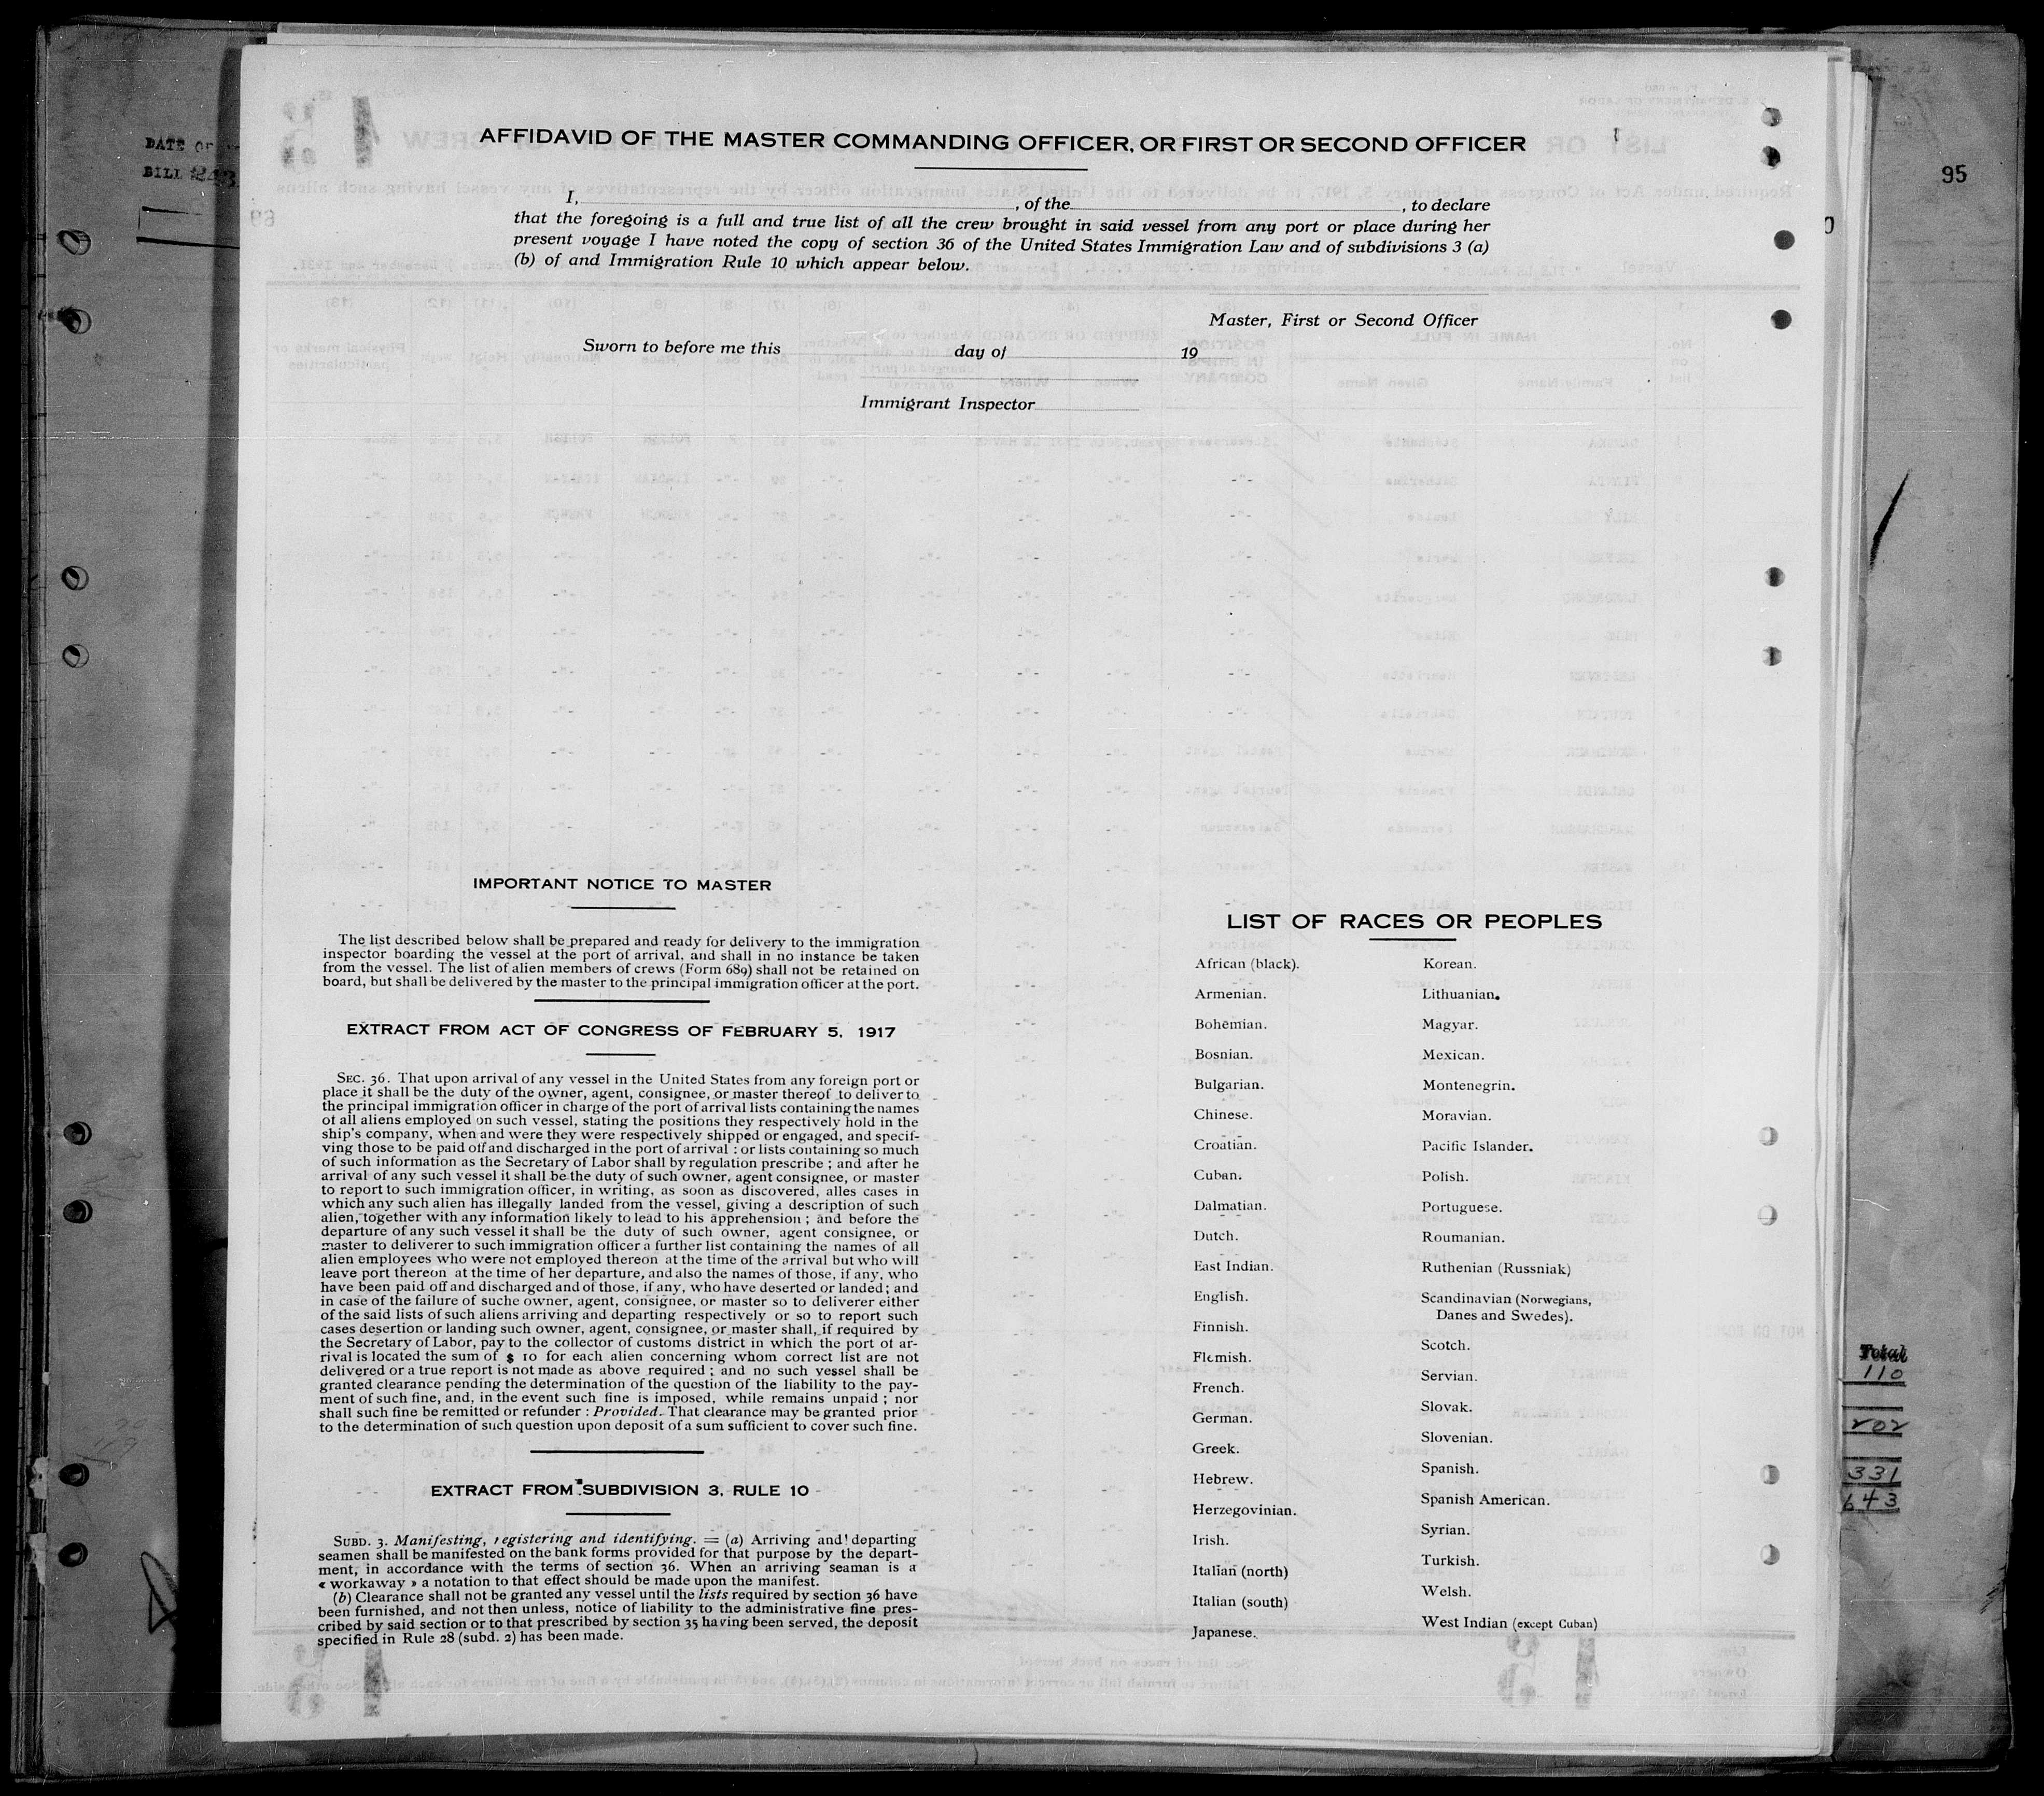 DATE OF
BILL 243
95
AFFIDAVID OF THE MASTER COMMANDING OFFICER, OR FIRST OR SECOND OFFICER
I, , of the , to declare
that the foregoing is a full and true list of all the crew brought in said vessel from any port or place during her
present voyage I have noted the copy of section 36 of the United States Immigration Law and of subdivisions 3 (a)
(b) of and Immigration Rule 10 which appear below.
Master, First or Second Officer
Sworn to before me this day of 19
Immigrant Inspector
IMPORTANT NOTICE TO MASTER
The list described below shall be prepared and ready for delivery to the immigration
inspector boarding the vessel at the port of arrival, and shall in no instance be taken
from the vessel. The list of alien members of crews (Form 689) shall not be retained on
board, but shall be delivered by the master to the principal immigration officer at the port.
EXTRACT FROM ACT OF CONGRESS OF FEBRUARY 5, 1917
SEC. 36. That upon arrival of any vessel in the United States from any foreign port or
place it shall be the duty of the owner, agent, consignee, or master thereof to deliver to
the principal immigration officer in charge of the port of arrival lists containing the names
of all aliens employed on such vessel, stating the positions they respectively hold in the
ship's company, when and were they were respectively shipped or engaged, and specif-
ving those to be paid off and discharged in the port of arrival : or lists containing so much
of such information as the Secretary of Labor shall by regulation prescribe ; and after he
arrival of any such vessel it shall be the duty of such owner, agent consignee, or master
to report to such immigration officer, in writing, as soon as discovered, alles cases in
which any such alien has illegally landed from the vessel, giving a description of such
alien, together with any information likely to lead to his apprehension ; and before the
departure of any such vessel it shall be the duty of such owner, agent consignee, or
master to deliverer to such immigration officer a further list containing the names of all
alien employees who were not employed thereon at the time of the arrival but who will
leave port thereon at the time of her departure, and also the names of those, if any, who
have been paid off and discharged and of those, if any, who have deserted or landed ; and
in case of the failure of suche owner, agent, consignee, or master so to deliverer either
of the said lists of such aliens arriving and departing respectively or so to report such
cases desertion or landing such owner, agent, consignee, or master shall, if required by
the Secretary of Labor, pay to the collector of customs district in which the port of ar-
rival is located the sum of $ 10 for each alien concerning whom correct list are not
delivered or a true report is not made as above required ; and no such vessel shall be
granted clearance pending the determination of the question of the liability to the pay-
ment of such fine, and, in the event such fine is imposed, while remains unpaid ; nor
shall such fine be remitted or refunder : Provided. That clearance may be granted prior
to the determination of such question upon deposit of a sum sufficient to cover such fine.
EXTRACT FROM SUBDIVISION 3, RULE 10
SUBD. 3. Manifesting, registering and identifying. = (a) Arriving and departing
seamen shall be manifested on the bank forms provided for that purpose by the depart-
ment, in accordance with the terms of section 36. When an arriving seaman is a
« workaway » a notation to that effect should be made upon the manifest.
(b) Clearance shall not be granted any vessel until the lists required by section 36 have
been furnished, and not then unless, notice of liability to the administrative fine pres-
cribed by said section or to that prescribed by section 35 having been served, the deposit
specified in Rule 28 (subd. 2) has been made.
LIST OF RACES OR PEOPLES
African (black).
Armenian.
Bohemian.
Bosnian.
Bulgarian.
Chinese.
Croatian.
Cuban.
Dalmatian.
Dutch.
East Indian.
English.
Finnish.
Flemish.
French.
German.
Greek.
Hebrew.
Herzegovinian.
Irish.
Italian (north)
Italian (south)
Japanese.
Korean.
Lithuanian.
Magyar.
Mexican.
Montenegrin.
Moravian.
Pacific Islander.
Polish.
Portuguese.
Roumanian.
Ruthenian (Russniak)
Scandinavian (Norwegians,
Danes and Swedes).
Scotch.
Servian.
Slovak.
Slovenian.
Spanish.
Spanish American.
Syrian.
Turkish.
Welsh.
West Indian (except Cuban)
Total
110
202
331
643